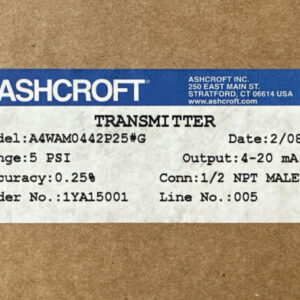 ASHCROFT®
ASHCROFT INC.
250 EAST MAIN ST.
STRATFORD, CT 06614 USA
www.ashcroft.com
TRANSMITTER
del:A4WAM0442P25#G Date:2/08
nge:5 PSI Output:4-20 mA
curacy:0.25% Conn:1/2 NPT MALE
der No.:1YA15001 Line No.:005